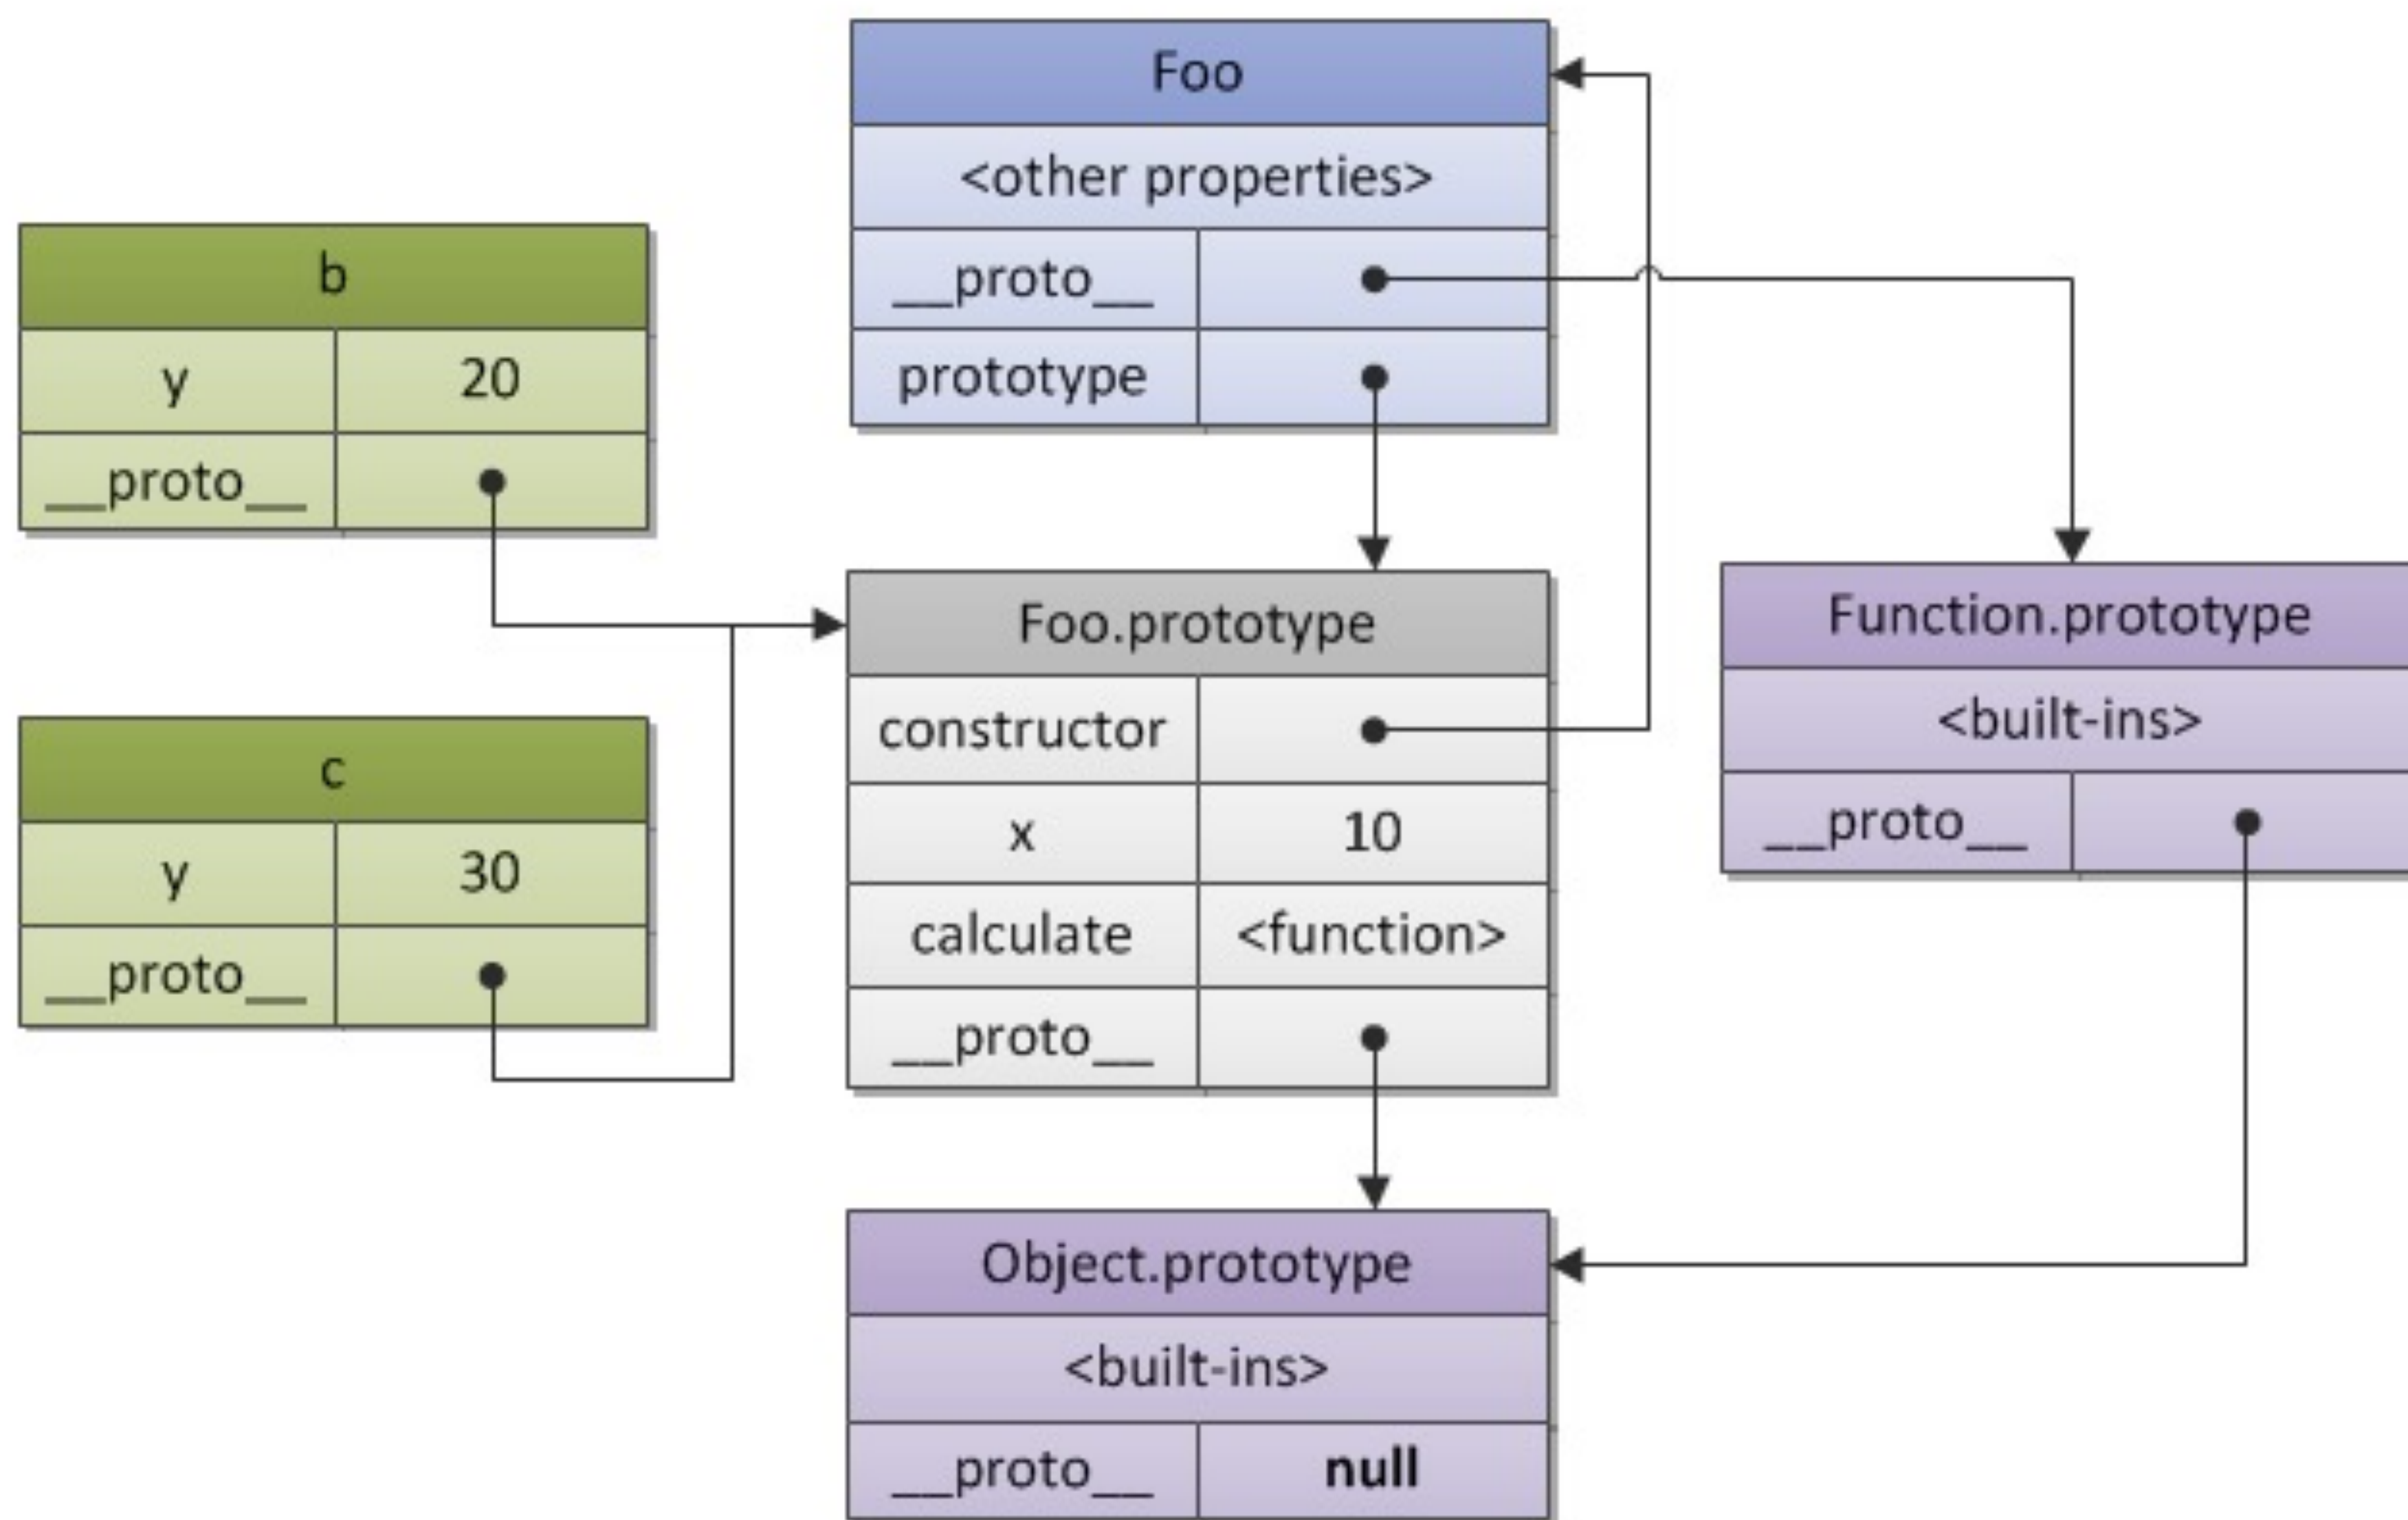 Foo
<other properties>
__proto__
prototype
b
y 20
__proto__
c
y 30
__proto__
Foo.prototype
constructor
x 10
calculate <function>
__proto__
Function.prototype
<built-ins>
__proto__
Object.prototype
<built-ins>
__proto__ null